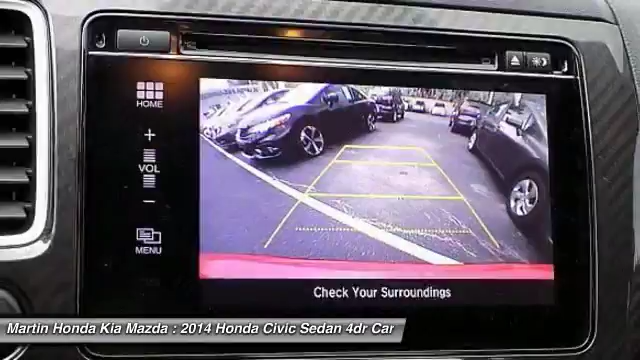 HOME
+
VOL
–
MENU
Check Your Surroundings
Martin Honda Kia Mazda : 2014 Honda Civic Sedan 4dr Car